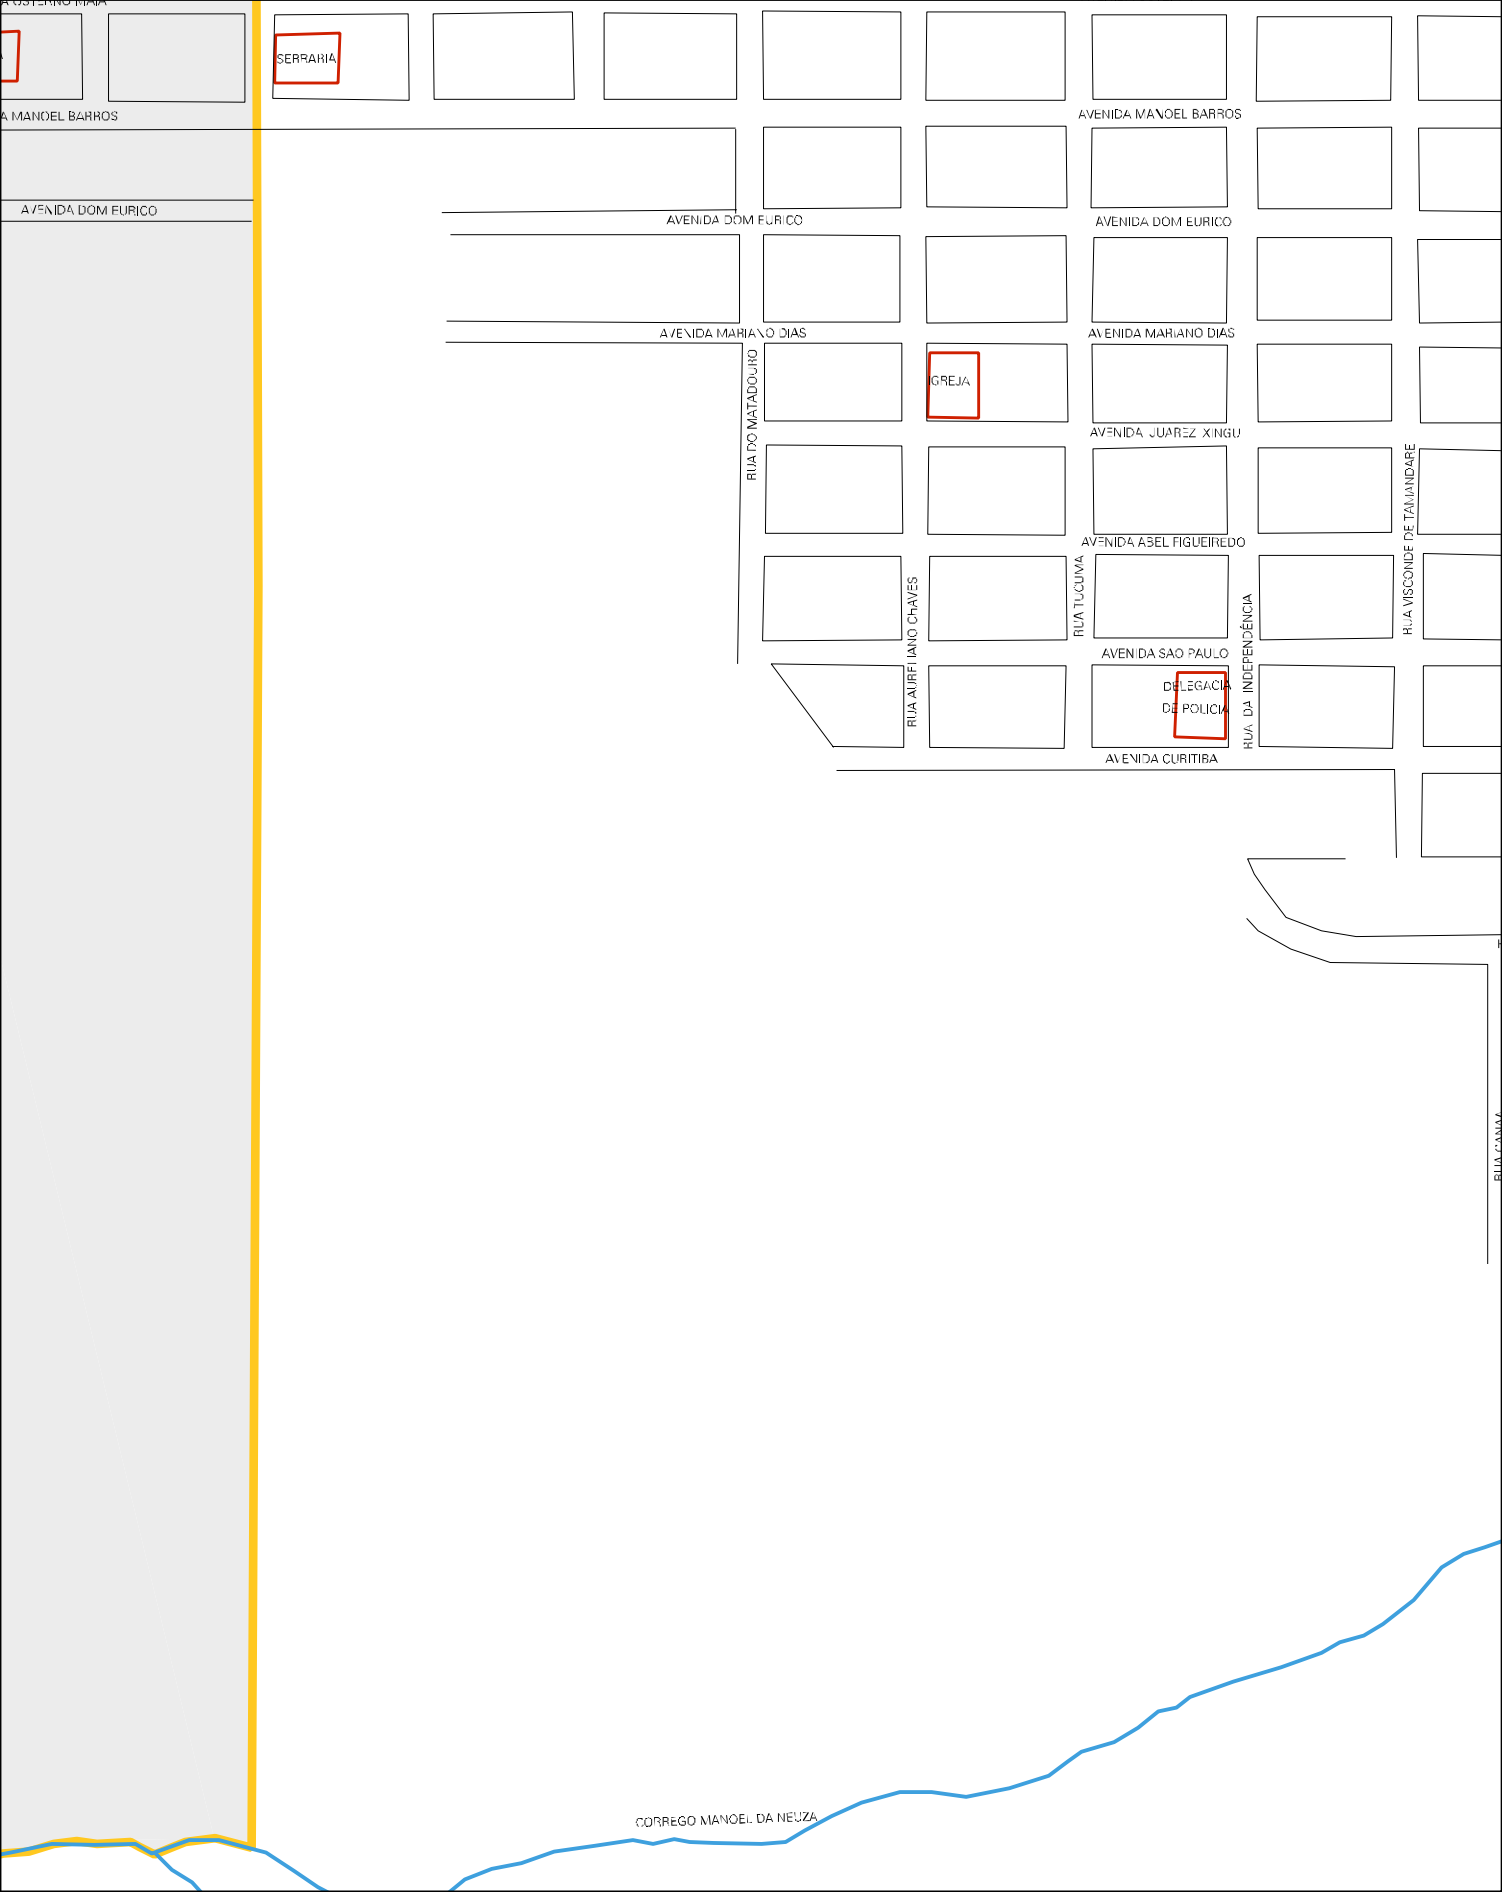 SERRARIA
A MANOEL BARROS
AVENIDA MANOEL BARROS
AVENIDA DOM EURICO
AVENIDA DOM EURICO
AVENIDA DOM EURICO
AVENIDA MARIANO DIAS
AVENIDA MARIANO DIAS
RUA DO MATADOURO
IGREJA
AVENIDA JUAREZ XINGU
RUA VISCONDE DE TAMANDARE
AVENIDA ABEL FIGUEIREDO
RUA AURELIANO CHAVES
RUA TUCUMA
RUA DA INDEPENDÊNCIA
AVENIDA SAO PAULO
DELEGACIA
DE POLICIA
AVENIDA CURITIBA
CORREGO MANOEL DA NEUZA